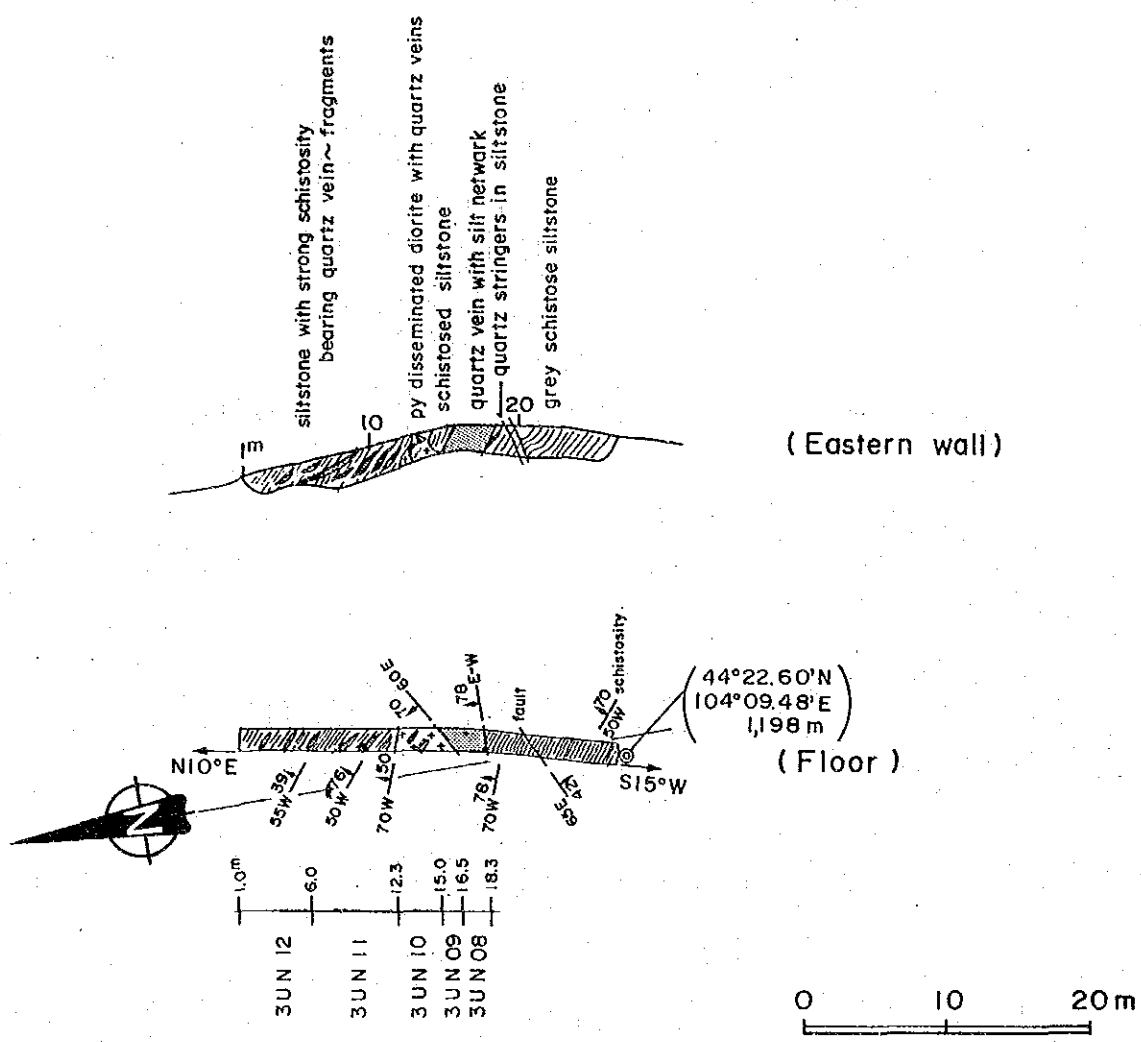 siltstone with strong schistosity
bearing quartz vein~fragments
py disseminated diorite with quartz veins
schistosed siltstone
quartz vein with silt netwark
quartz stringers in siltstone
grey schistose siltstone
m
10
20
(Eastern wall)
60E
70
78
E-W
fault
70
50W schistosity.
44°22.60'N
104°09.48'E
1,198m
(Floor)
N10°E
S15°W
39
55W
76
50W
50
70W
78
70W
42
65E
N
1.0m
6.0
12.3
15.0
16.5
18.3
3UN 12
3UN 11
3UN 10
3UN 09
3UN 08
0 10 20m